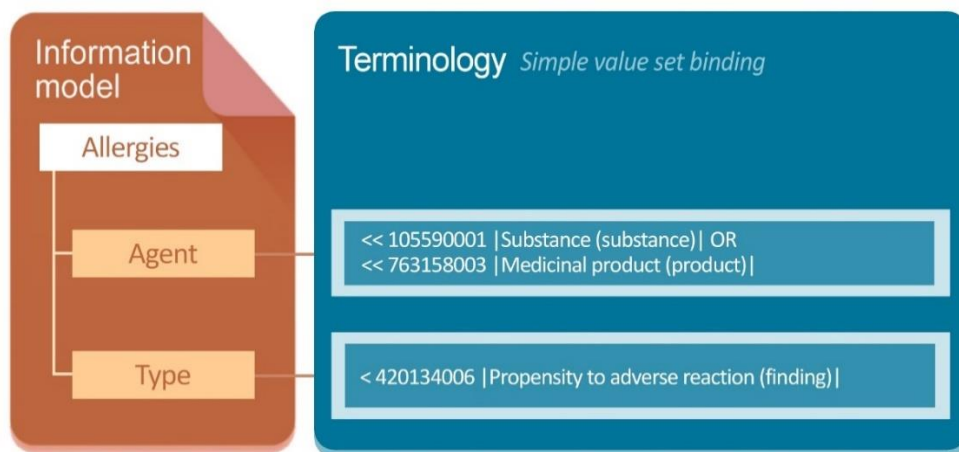 Information
model
Allergies
Agent
Type
Terminology Simple value set binding
<< 105590001 |Substance (substance)| OR
<< 763158003 |Medicinal product (product)|
< 420134006 |Propensity to adverse reaction (finding)|